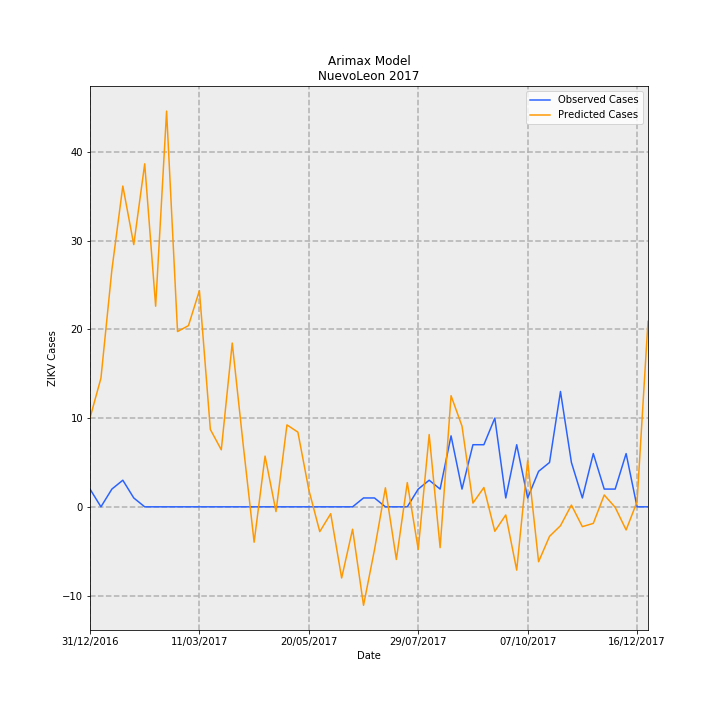 Arimax Model
NuevoLeon 2017
Observed Cases
Predicted Cases
ZIKV Cases
40
30
20
10
0
−10
31/12/2016 11/03/2017 20/05/2017 29/07/2017 07/10/2017 16/12/2017
Date